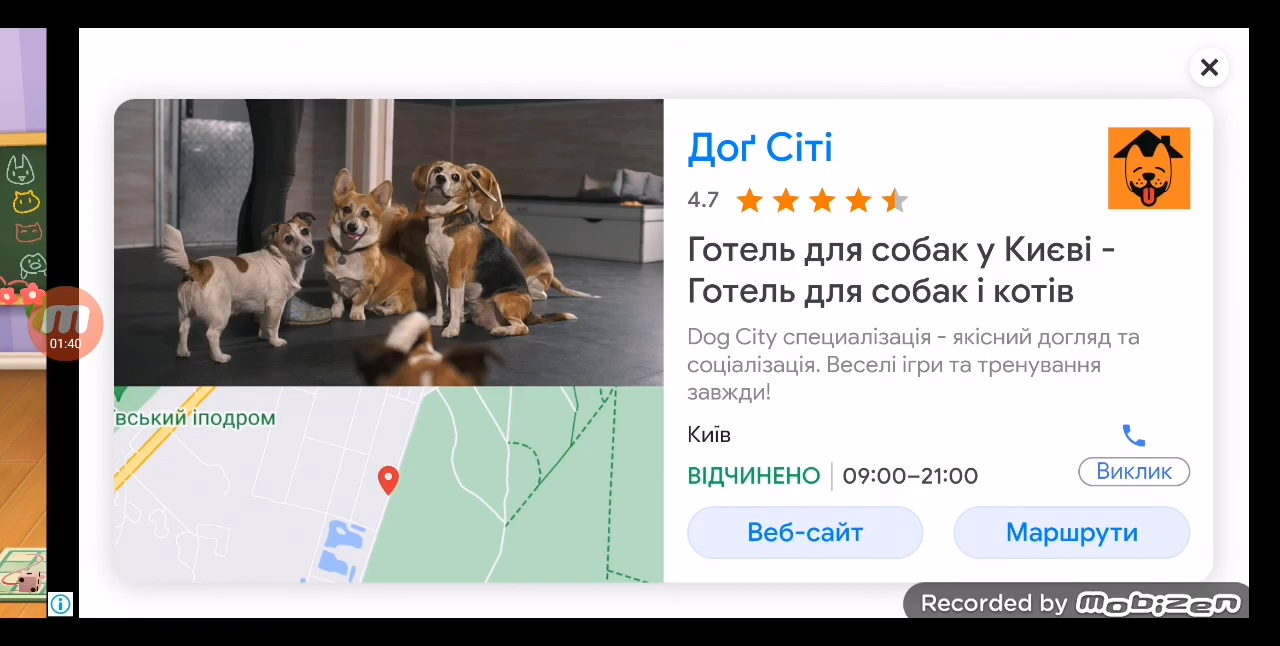 Доґ Сіті
4.7
Готель для собак у Києві -
Готель для собак і котів
Dog City специалізація - якісний догляд та
соціалізація. Веселі ігри та тренування
завжди!
Київ
ВІДЧИНЕНО | 09:00–21:00
Виклик
Веб-сайт
Маршрути
ївський іподром
01:40
Recorded by mobizen